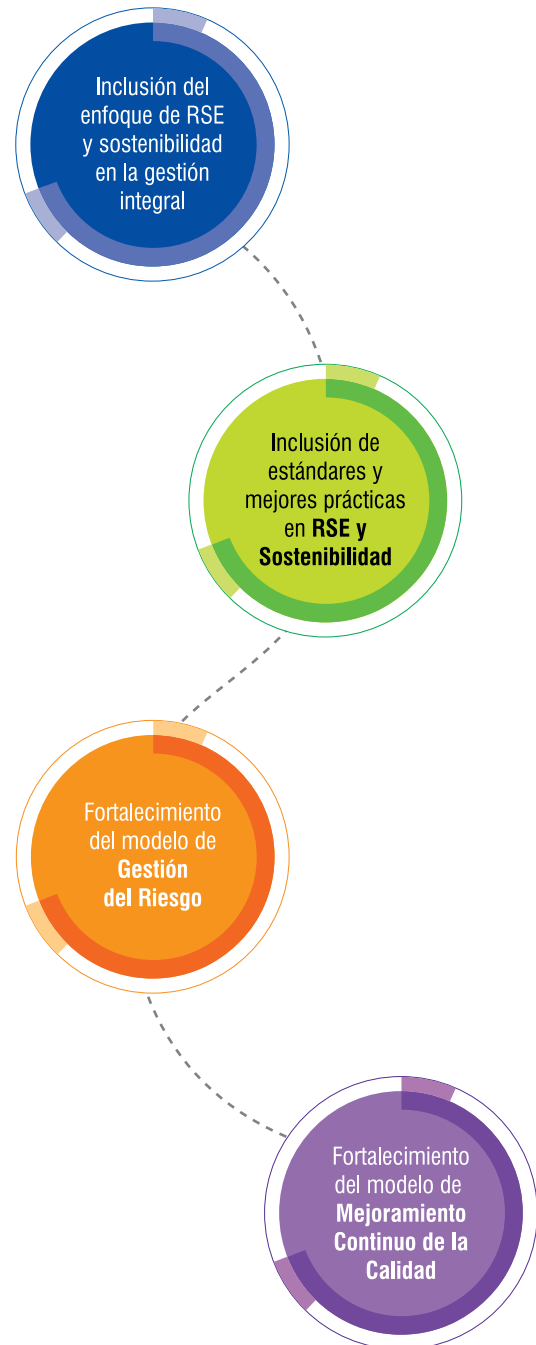 Inclusión del
enfoque de RSE
y sostenibilidad
en la gestión
integral
Inclusión de
estándares y
mejores prácticas
en RSE y
Sostenibilidad
Fortalecimiento
del modelo de
Gestión
del Riesgo
Fortalecimiento
del modelo de
Mejoramiento
Continuo de la
Calidad